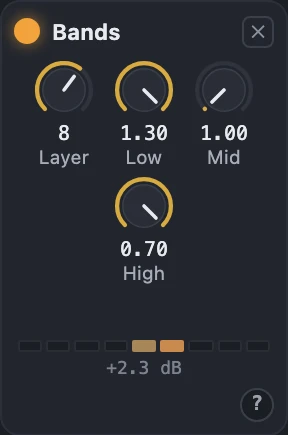 Bands
8 1.30 1.00
Layer Low Mid
0.70
High
+2.3 dB
?